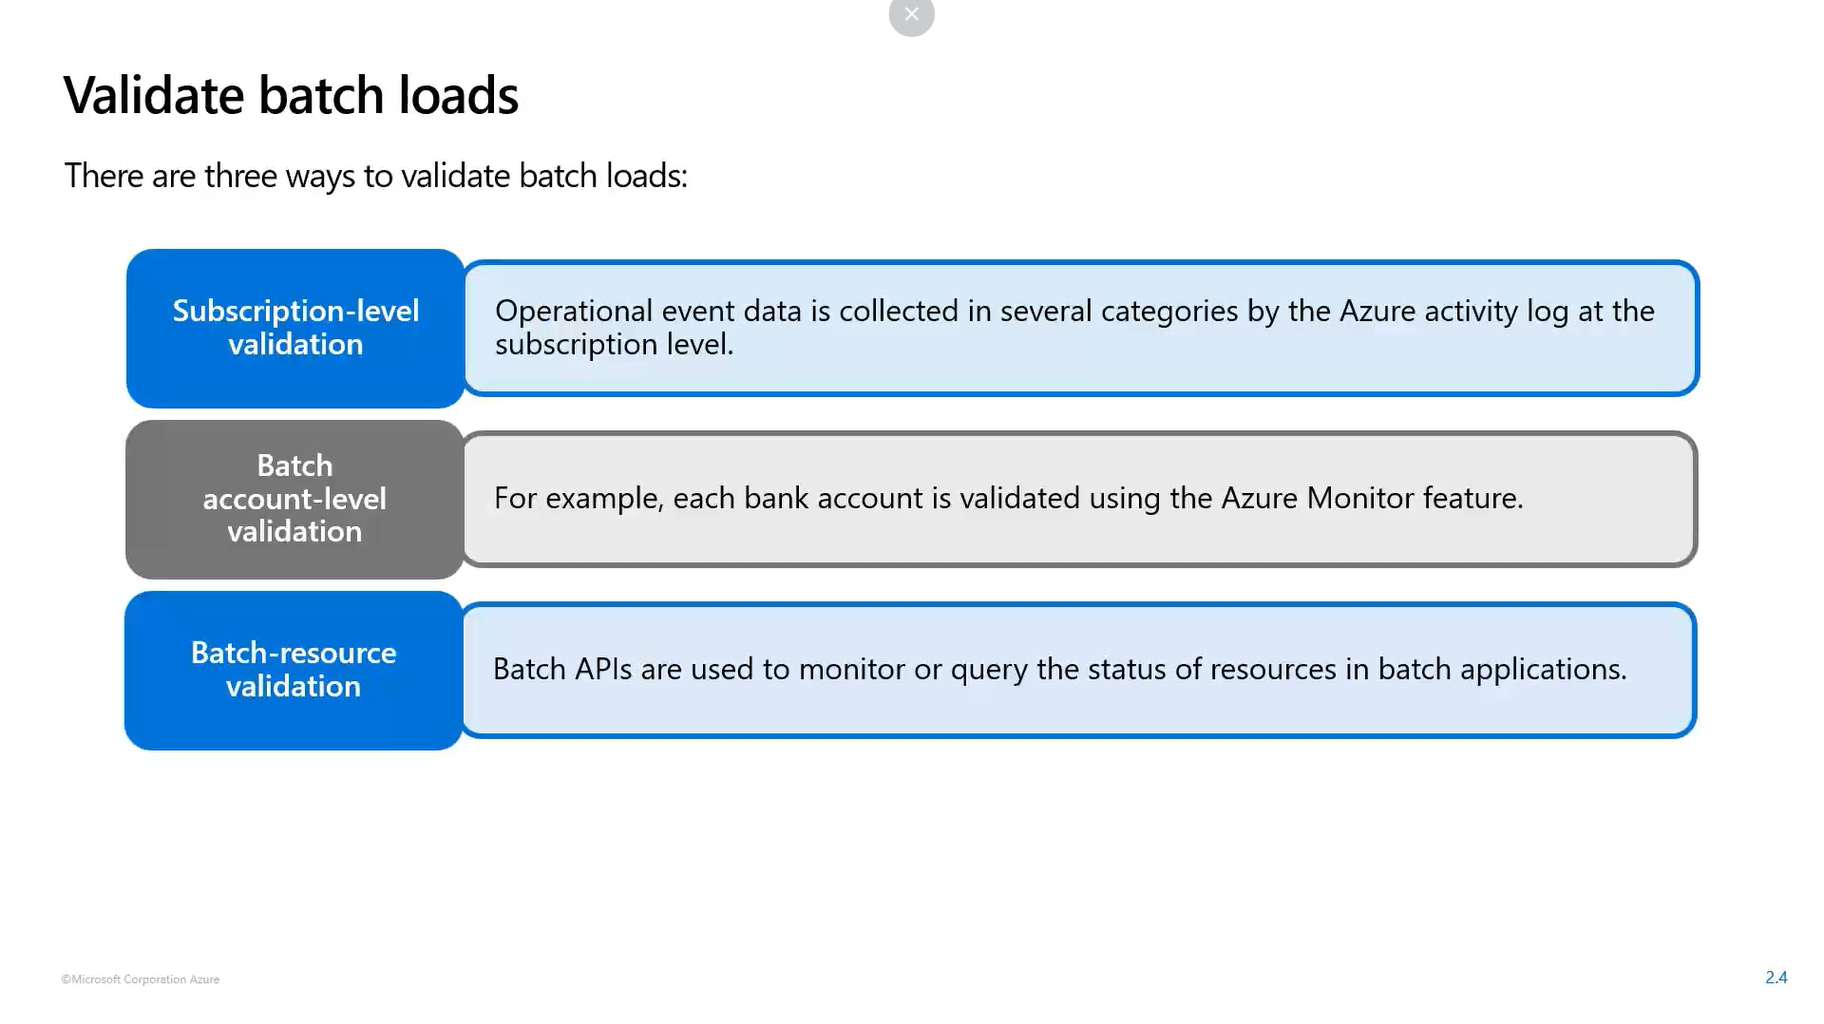 Validate batch loads
There are three ways to validate batch loads:
Subscription-level
validation
Operational event data is collected in several categories by the Azure activity log at the
subscription level.
Batch
account-level
validation
For example, each bank account is validated using the Azure Monitor feature.
Batch-resource
validation
Batch APIs are used to monitor or query the status of resources in batch applications.
©Microsoft Corporation Azure
2.4